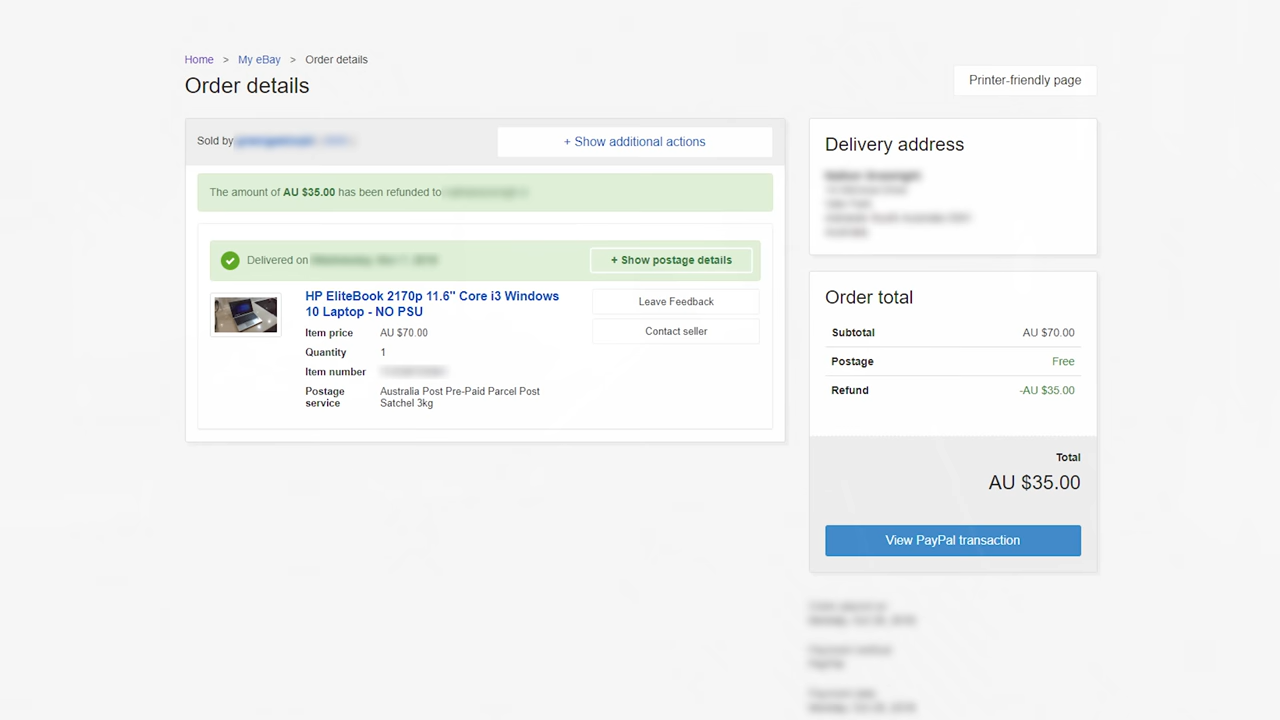 Home > My eBay > Order details
Order details
Printer-friendly page
Sold by
+ Show additional actions
The amount of AU $35.00 has been refunded to
Delivered on
+ Show postage details
HP EliteBook 2170p 11.6" Core i3 Windows
10 Laptop - NO PSU
Leave Feedback
Contact seller
Item price AU $70.00
Quantity 1
Item number
Postage service Australia Post Pre-Paid Parcel Post
Satchel 3kg
Delivery address
Order total
Subtotal AU $70.00
Postage Free
Refund -AU $35.00
Total
AU $35.00
View PayPal transaction